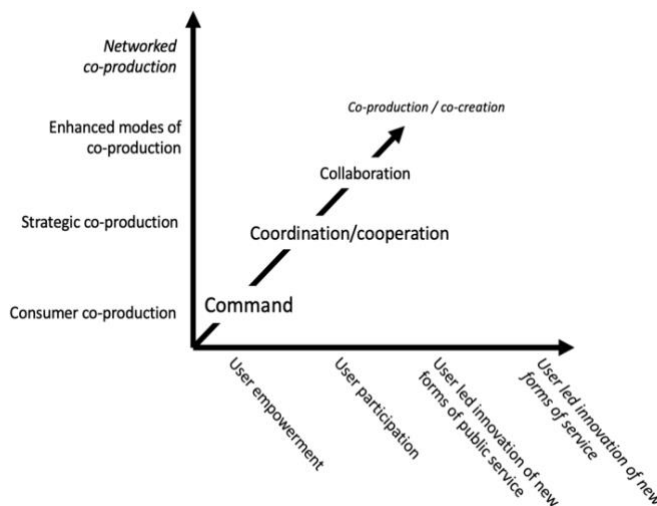 Networked
co-production
Co-production / co-creation
Enhanced modes of
co-production
Collaboration
Strategic co-production
Coordination/cooperation
Command
Consumer co-production
User empowerment
User participation
User led innovation of new
forms of public service
User led innovation of new
forms of service